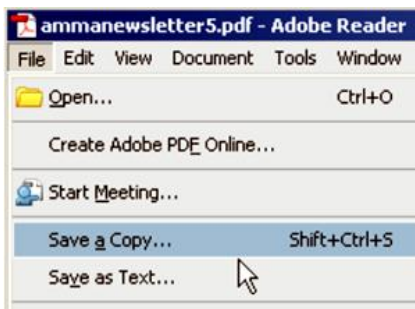 ammanewsletter5.pdf - Adobe Reader
File Edit View Document Tools Window
Open... Ctrl+O
Create Adobe PDF Online...
Start Meeting...
Save a Copy... Shift+Ctrl+S
Save as Text...